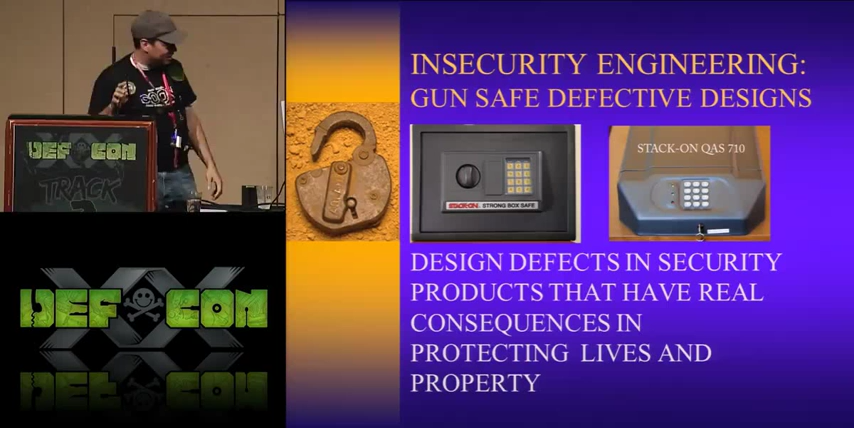 DEF CON
TRACK
DEF CON
XX
INSECURITY ENGINEERING:
GUN SAFE DEFECTIVE DESIGNS
STACK-ON STRONG BOX SAFE
STACK-ON QAS 710
DESIGN DEFECTS IN SECURITY
PRODUCTS THAT HAVE REAL
CONSEQUENCES IN
PROTECTING LIVES AND
PROPERTY